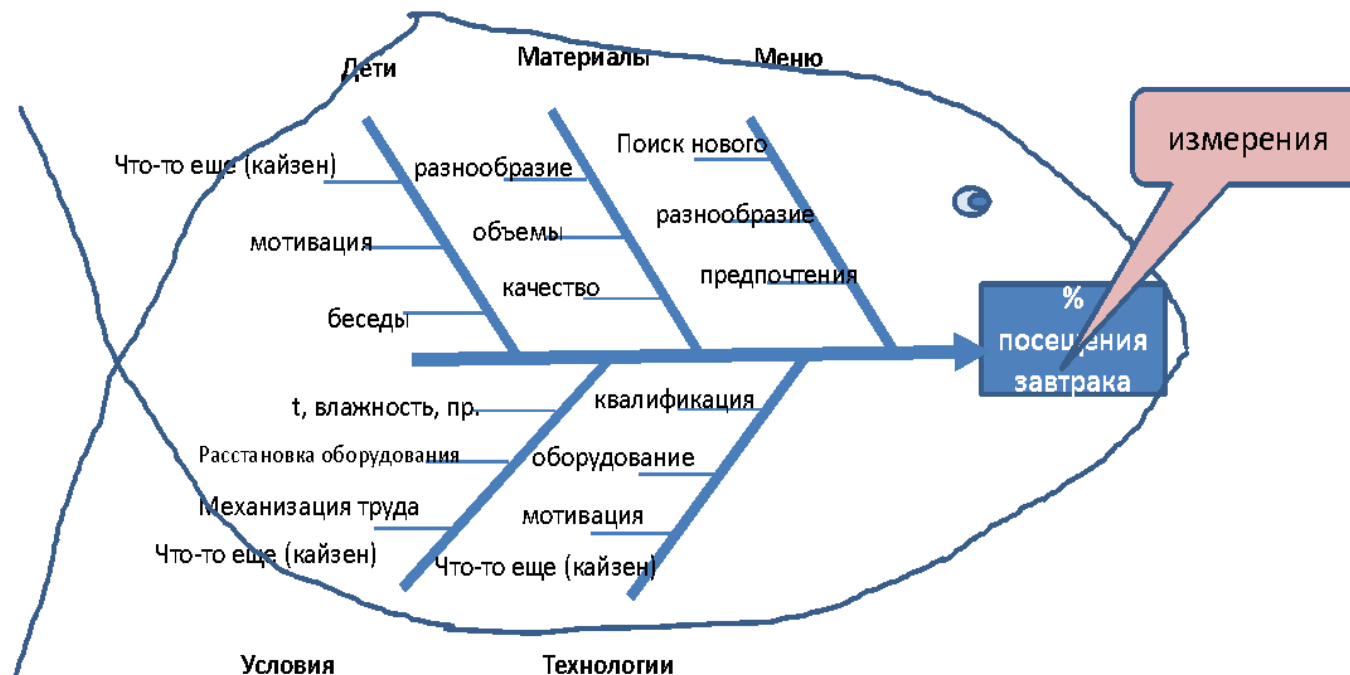 Дети
Материалы
Меню
измерения
Что-то еще (кайзен)
мотивация
беседы
разнообразие
объемы
качество
Поиск нового
разнообразие
предпочтения
%
посещения
завтрака
t, влажность, пр.
Расстановка оборудования
Механизация труда
Что-то еще (кайзен)
квалификация
оборудование
мотивация
Что-то еще (кайзен)
Условия
Технологии